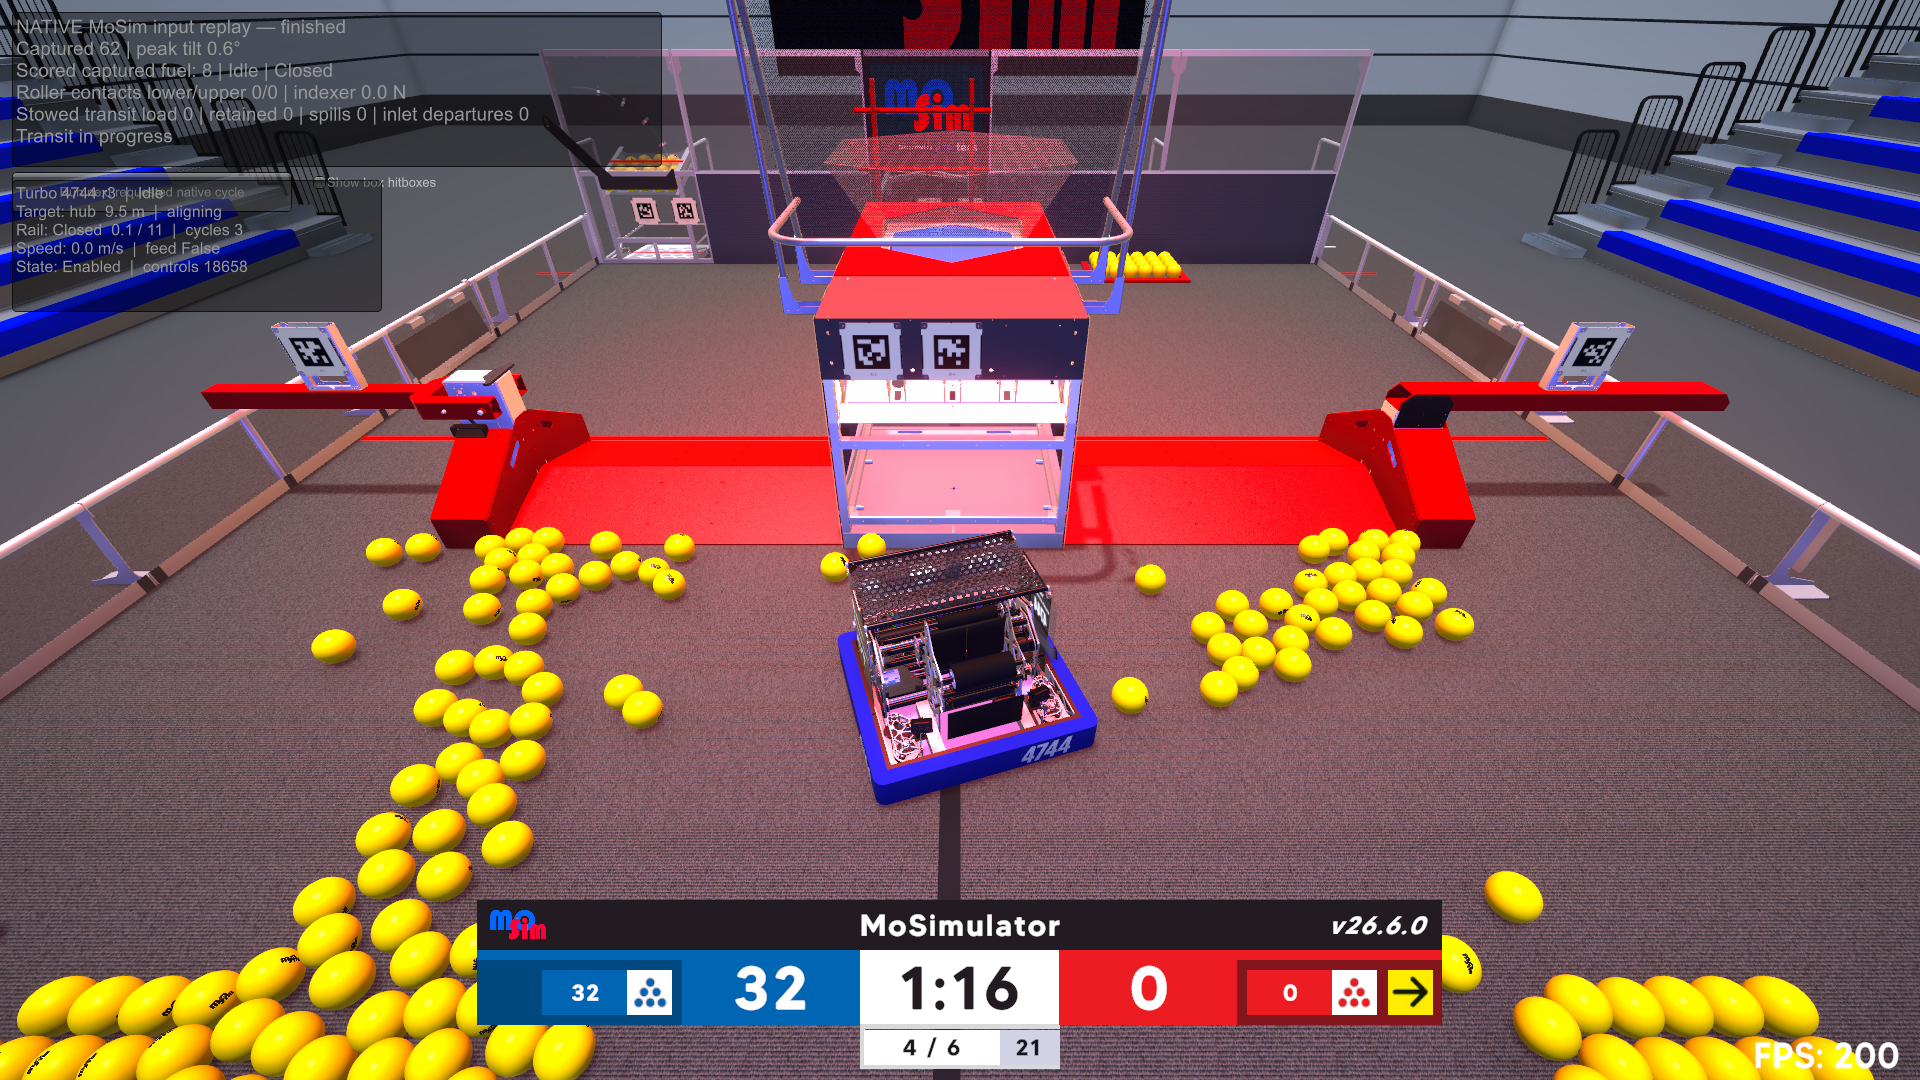 NATIVE MoSim input replay — finished
Captured 62 | peak tilt 0.6°
Scored captured fuel: 8 | Idle | Closed
Roller contacts lower/upper 0/0 | indexer 0.0 N
Stowed transit load 0 | retained 0 | spills 0 | inlet departures 0
Transit in progress
Show box hitboxes
Turbo 4744 r3 | Idle
native cycle
Target: hub 9.5 m | aligning
Rail: Closed 0.1 / 11 | cycles 3
Speed: 0.0 m/s | feed False
State: Enabled | controls 18658
moSim
4744
moSim
MoSimulator
v26.6.0
32
32
1:16
0
0
4 / 6
21
FPS: 200